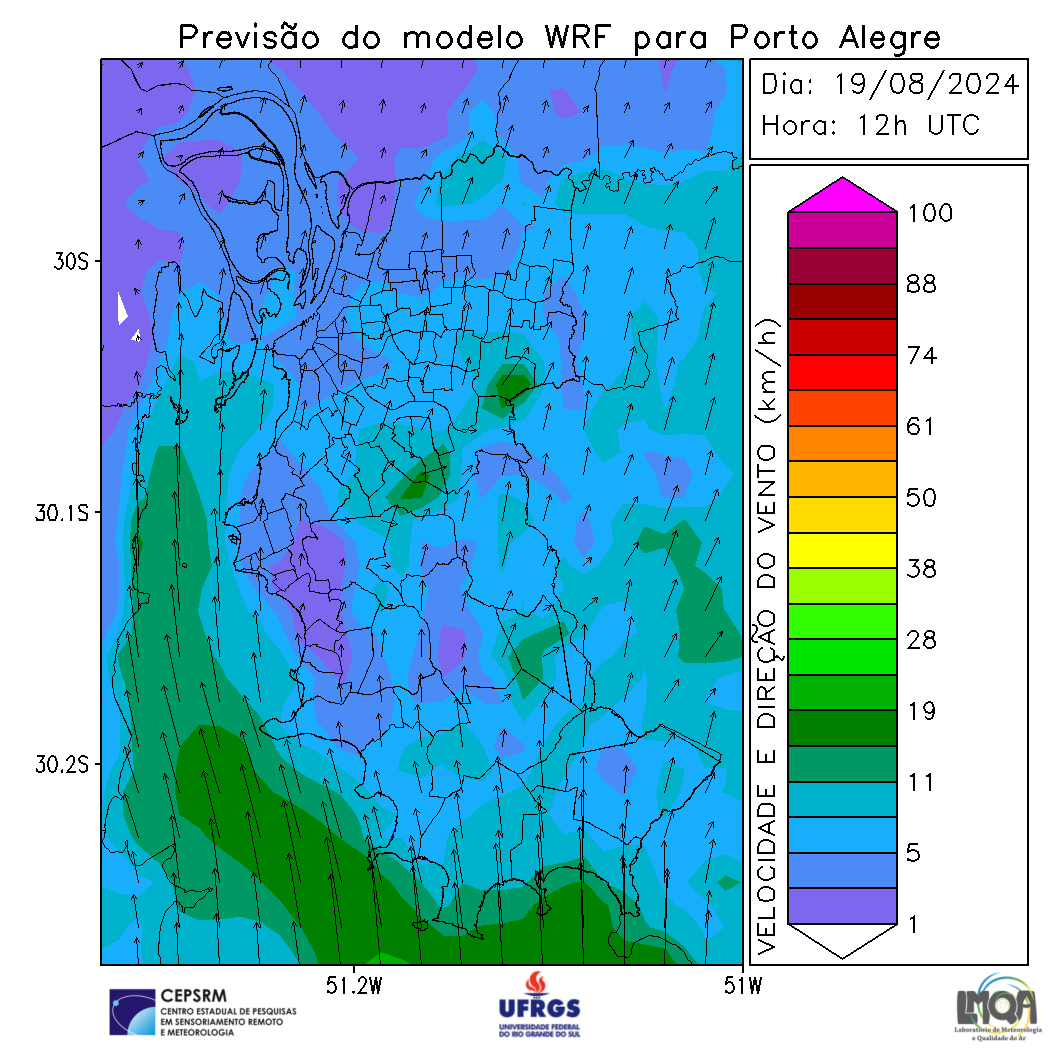 Previsão do modelo WRF para Porto Alegre
Dia: 19/08/2024
Hora: 12h UTC
30S
30.1S
30.2S
51.2W
51W
VELOCIDADE E DIREÇÃO DO VENTO (km/h)
100
88
74
61
50
38
28
19
11
5
1
CEPSRM
CENTRO ESTADUAL DE PESQUISAS
EM SENSORIAMENTO REMOTO
E METEOROLOGIA
UFRGS
UNIVERSIDADE FEDERAL
DO RIO GRANDE DO SUL
LMQA
Laboratório de Meteorologia
e Qualidade do Ar